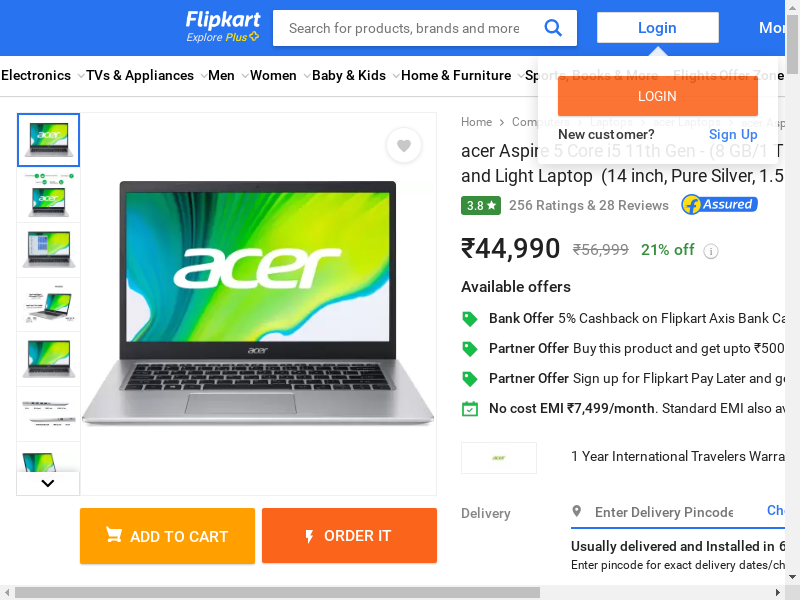 Flipkart
Explore Plus
Search for products, brands and more
Login
Mor
Electronics
TVs & Appliances
Men
Women
Baby & Kids
Home & Furniture
Sports, Books & More
Flights
Offer Zone
LOGIN
New customer? Sign Up
Home
Computers
Laptops
acer Laptops
acer Asp
acer Aspire 5 Core i5 11th Gen - (8 GB/1 T
and Light Laptop (14 inch, Pure Silver, 1.5
3.8
256 Ratings & 28 Reviews
Assured
₹44,990 ₹56,999 21% off
Available offers
Bank Offer 5% Cashback on Flipkart Axis Bank Ca
Partner Offer Buy this product and get upto ₹500
Partner Offer Sign up for Flipkart Pay Later and ge
No cost EMI ₹7,499/month. Standard EMI also av
acer
1 Year International Travelers Warra
Delivery
Enter Delivery Pincode
Che
Usually delivered and Installed in 6
Enter pincode for exact delivery dates/ch
acer
acer
ADD TO CART
ORDER IT